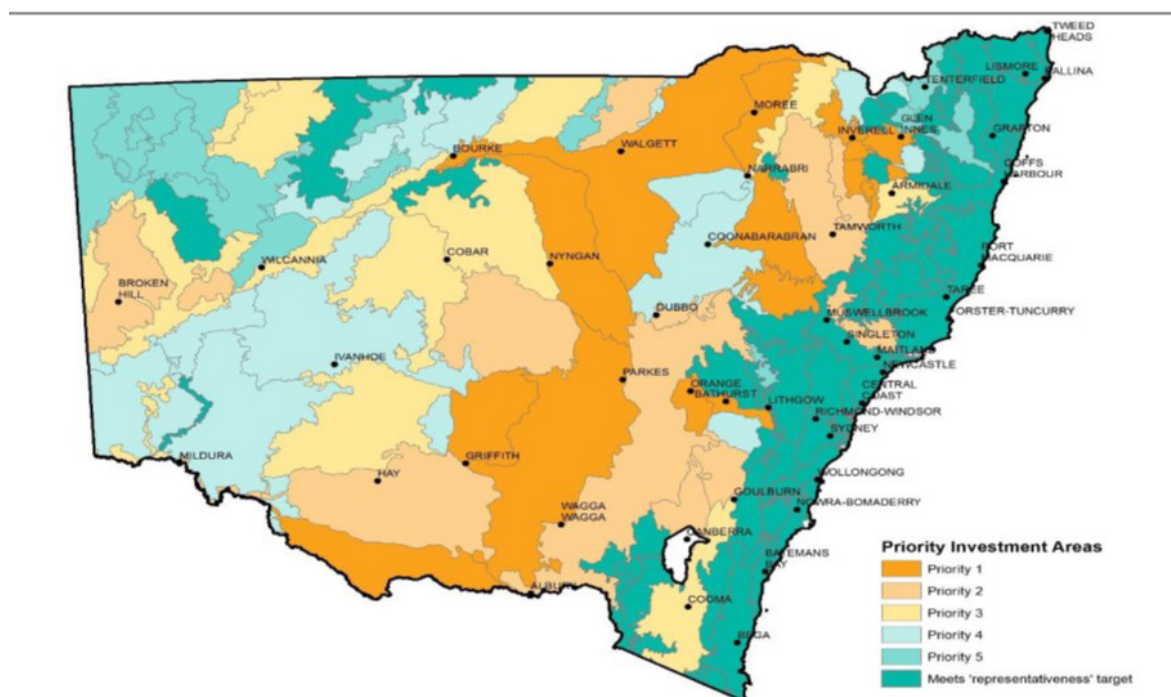 TWEED
HEADS
LISMORE
BALLINA
TENTERFIELD
MOREE
GLEN
INNES
INVERELL
GRAFTON
WALGETT
BOURKE
NARRABRI
COFFS
HARBOUR
ARMIDALE
TAMWORTH
COONABARABRAN
PORT
MACQUARIE
COBAR
NYNGAN
WILCANNIA
BROKEN
HILL
TAREE
FORSTER-TUNCURRY
DUBBO
MUSWELLBROOK
SINGLETON
MAITLAND
NEWCASTLE
IVANHOE
PARKES
ORANGE
BATHURST
CENTRAL
COAST
LITHGOW
RICHMOND-WINDSOR
SYDNEY
MILDURA
GRIFFITH
HAY
WOLLONGONG
GOULBURN
NOWRA-BOMADERRY
WAGGA
WAGGA
CANBERRA
BATEMANS
BAY
ALBURY
COOMA
BEGA
Priority Investment Areas
Priority 1
Priority 2
Priority 3
Priority 4
Priority 5
Meets 'representativeness' target